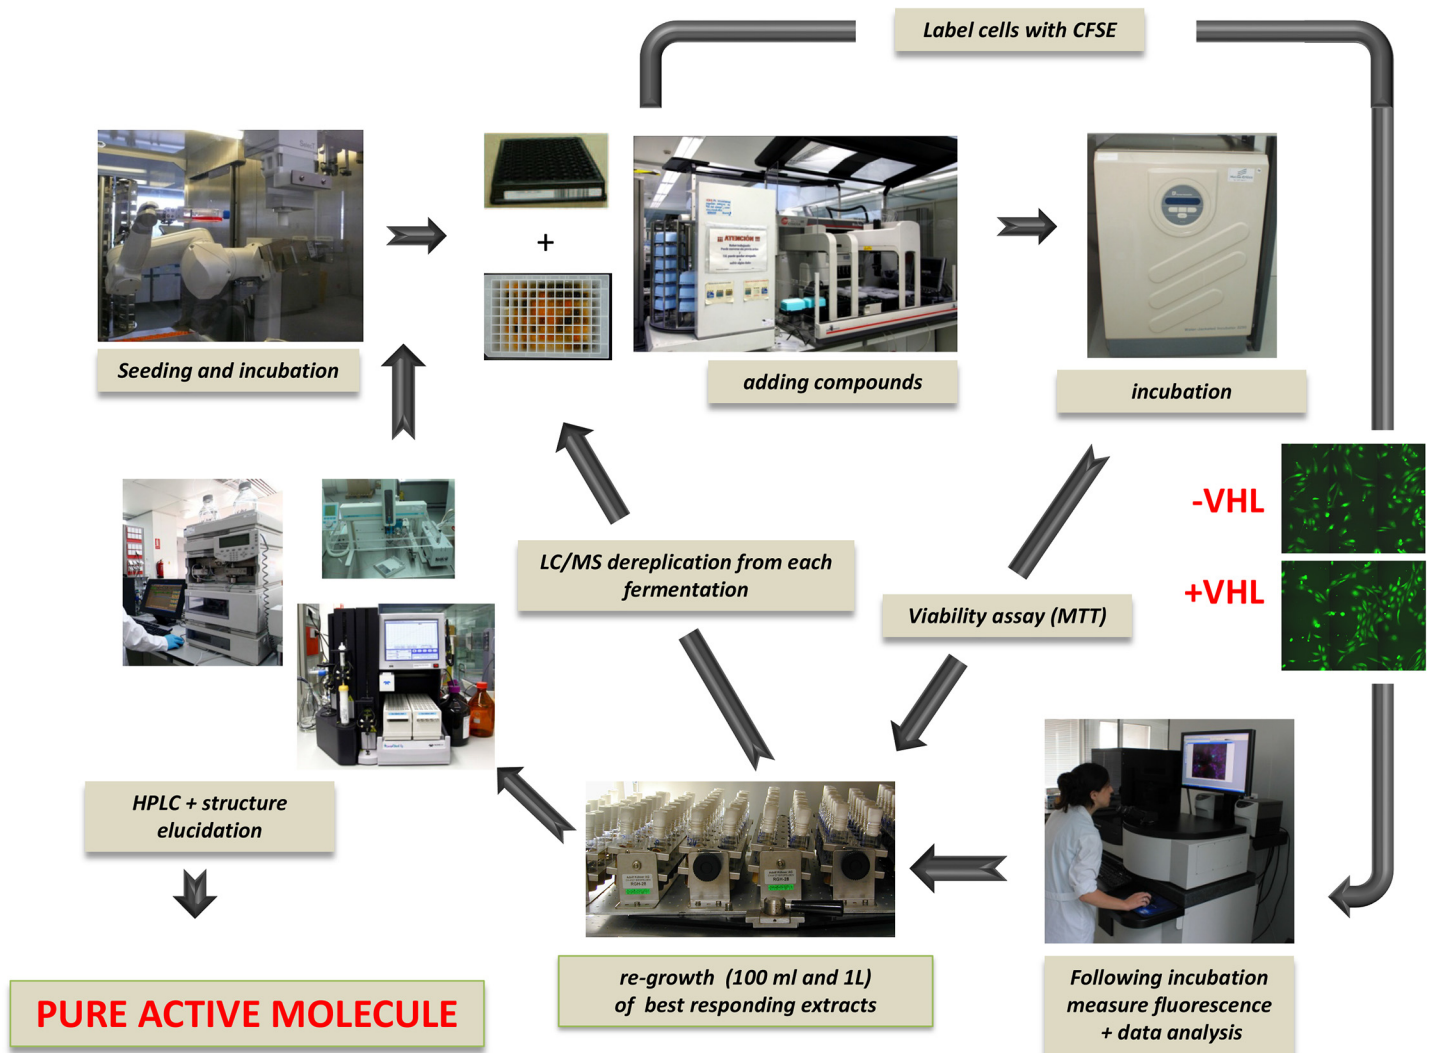 Label cells with CFSE
!!! ATENCIÓN !!!
Seeding and incubation
+
adding compounds
incubation
-VHL
+VHL
LC/MS dereplication from each
fermentation
Viability assay (MTT)
HPLC + structure
elucidation
re-growth  (100 ml and 1L)
of  best responding extracts
Following incubation
measure fluorescence
+ data analysis
PURE ACTIVE MOLECULE